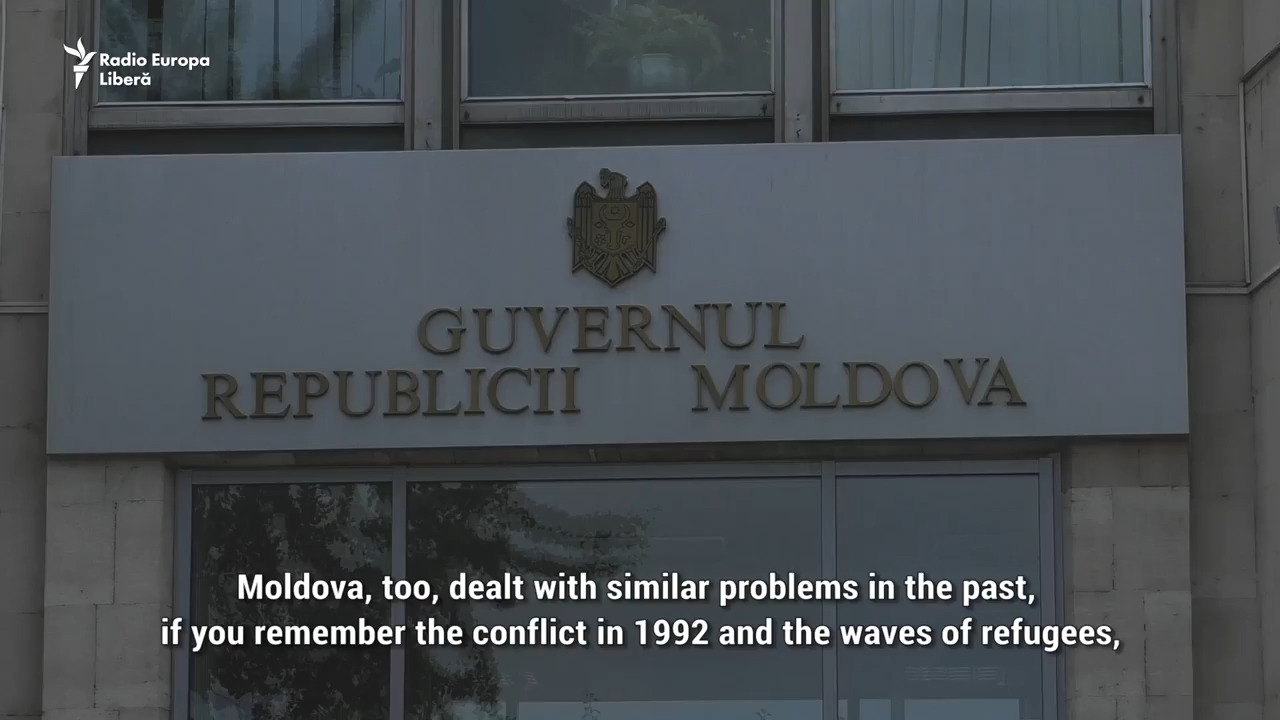 Radio Europa
Liberă
GUVERNUL
REPUBLICII MOLDOVA
Moldova, too, dealt with similar problems in the past,
if you remember the conflict in 1992 and the waves of refugees,